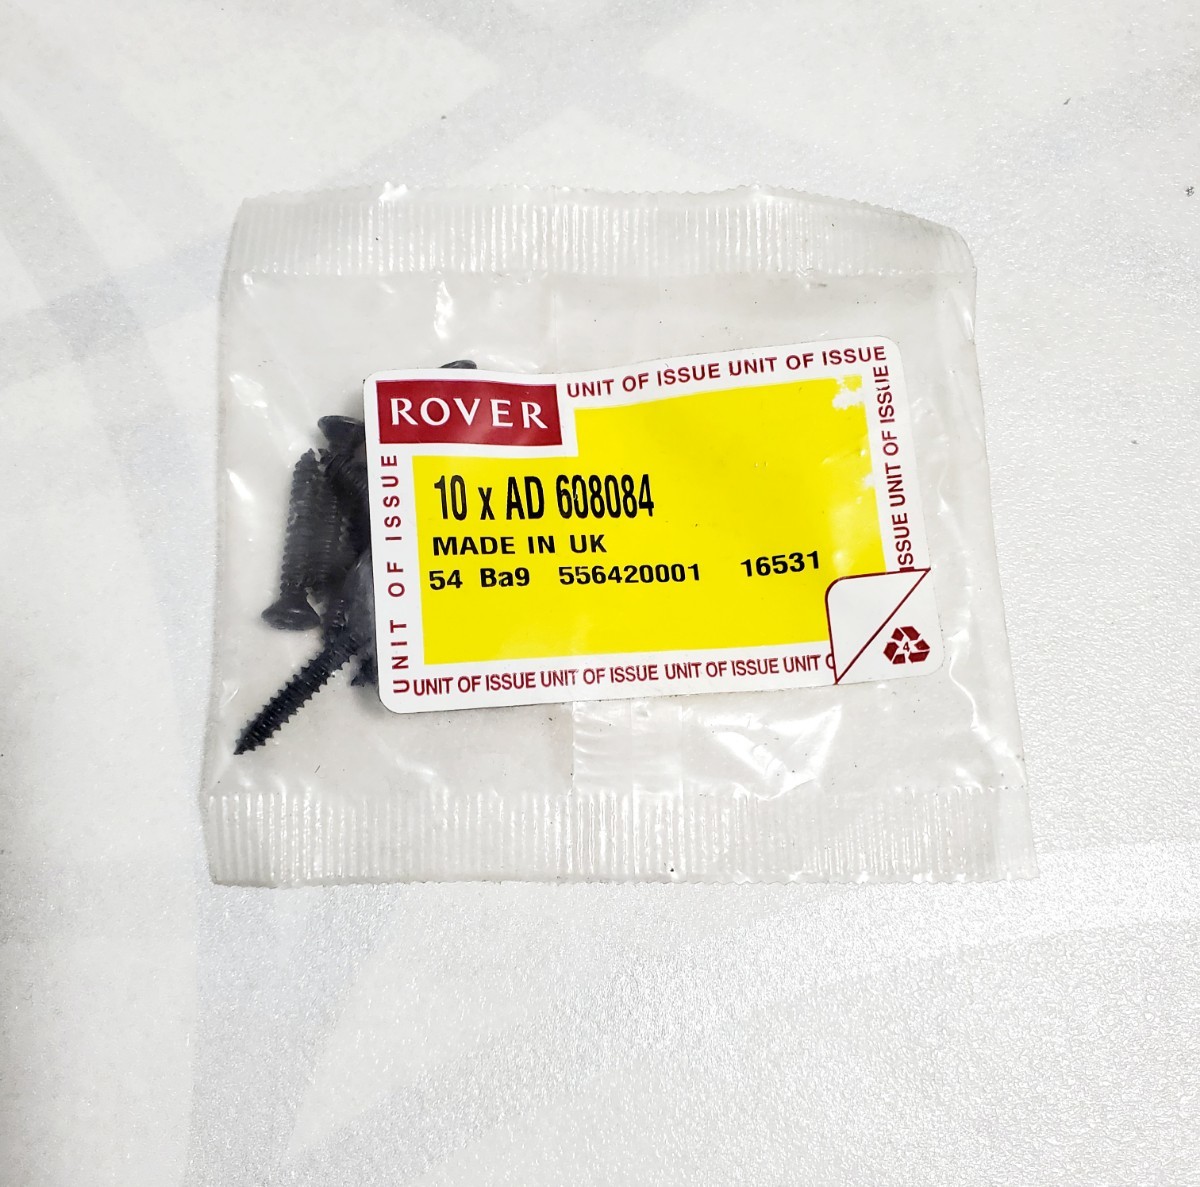 ROVER
UNIT OF ISSUE UNIT OF ISSUE
10 x AD 608084
MADE IN UK
54 Ba9 556420001 16531
UNIT OF ISSUE
ISSUE UNIT OF ISSUE
UNIT OF ISSUE UNIT OF ISSUE UNIT OF ISSUE UNIT O
4